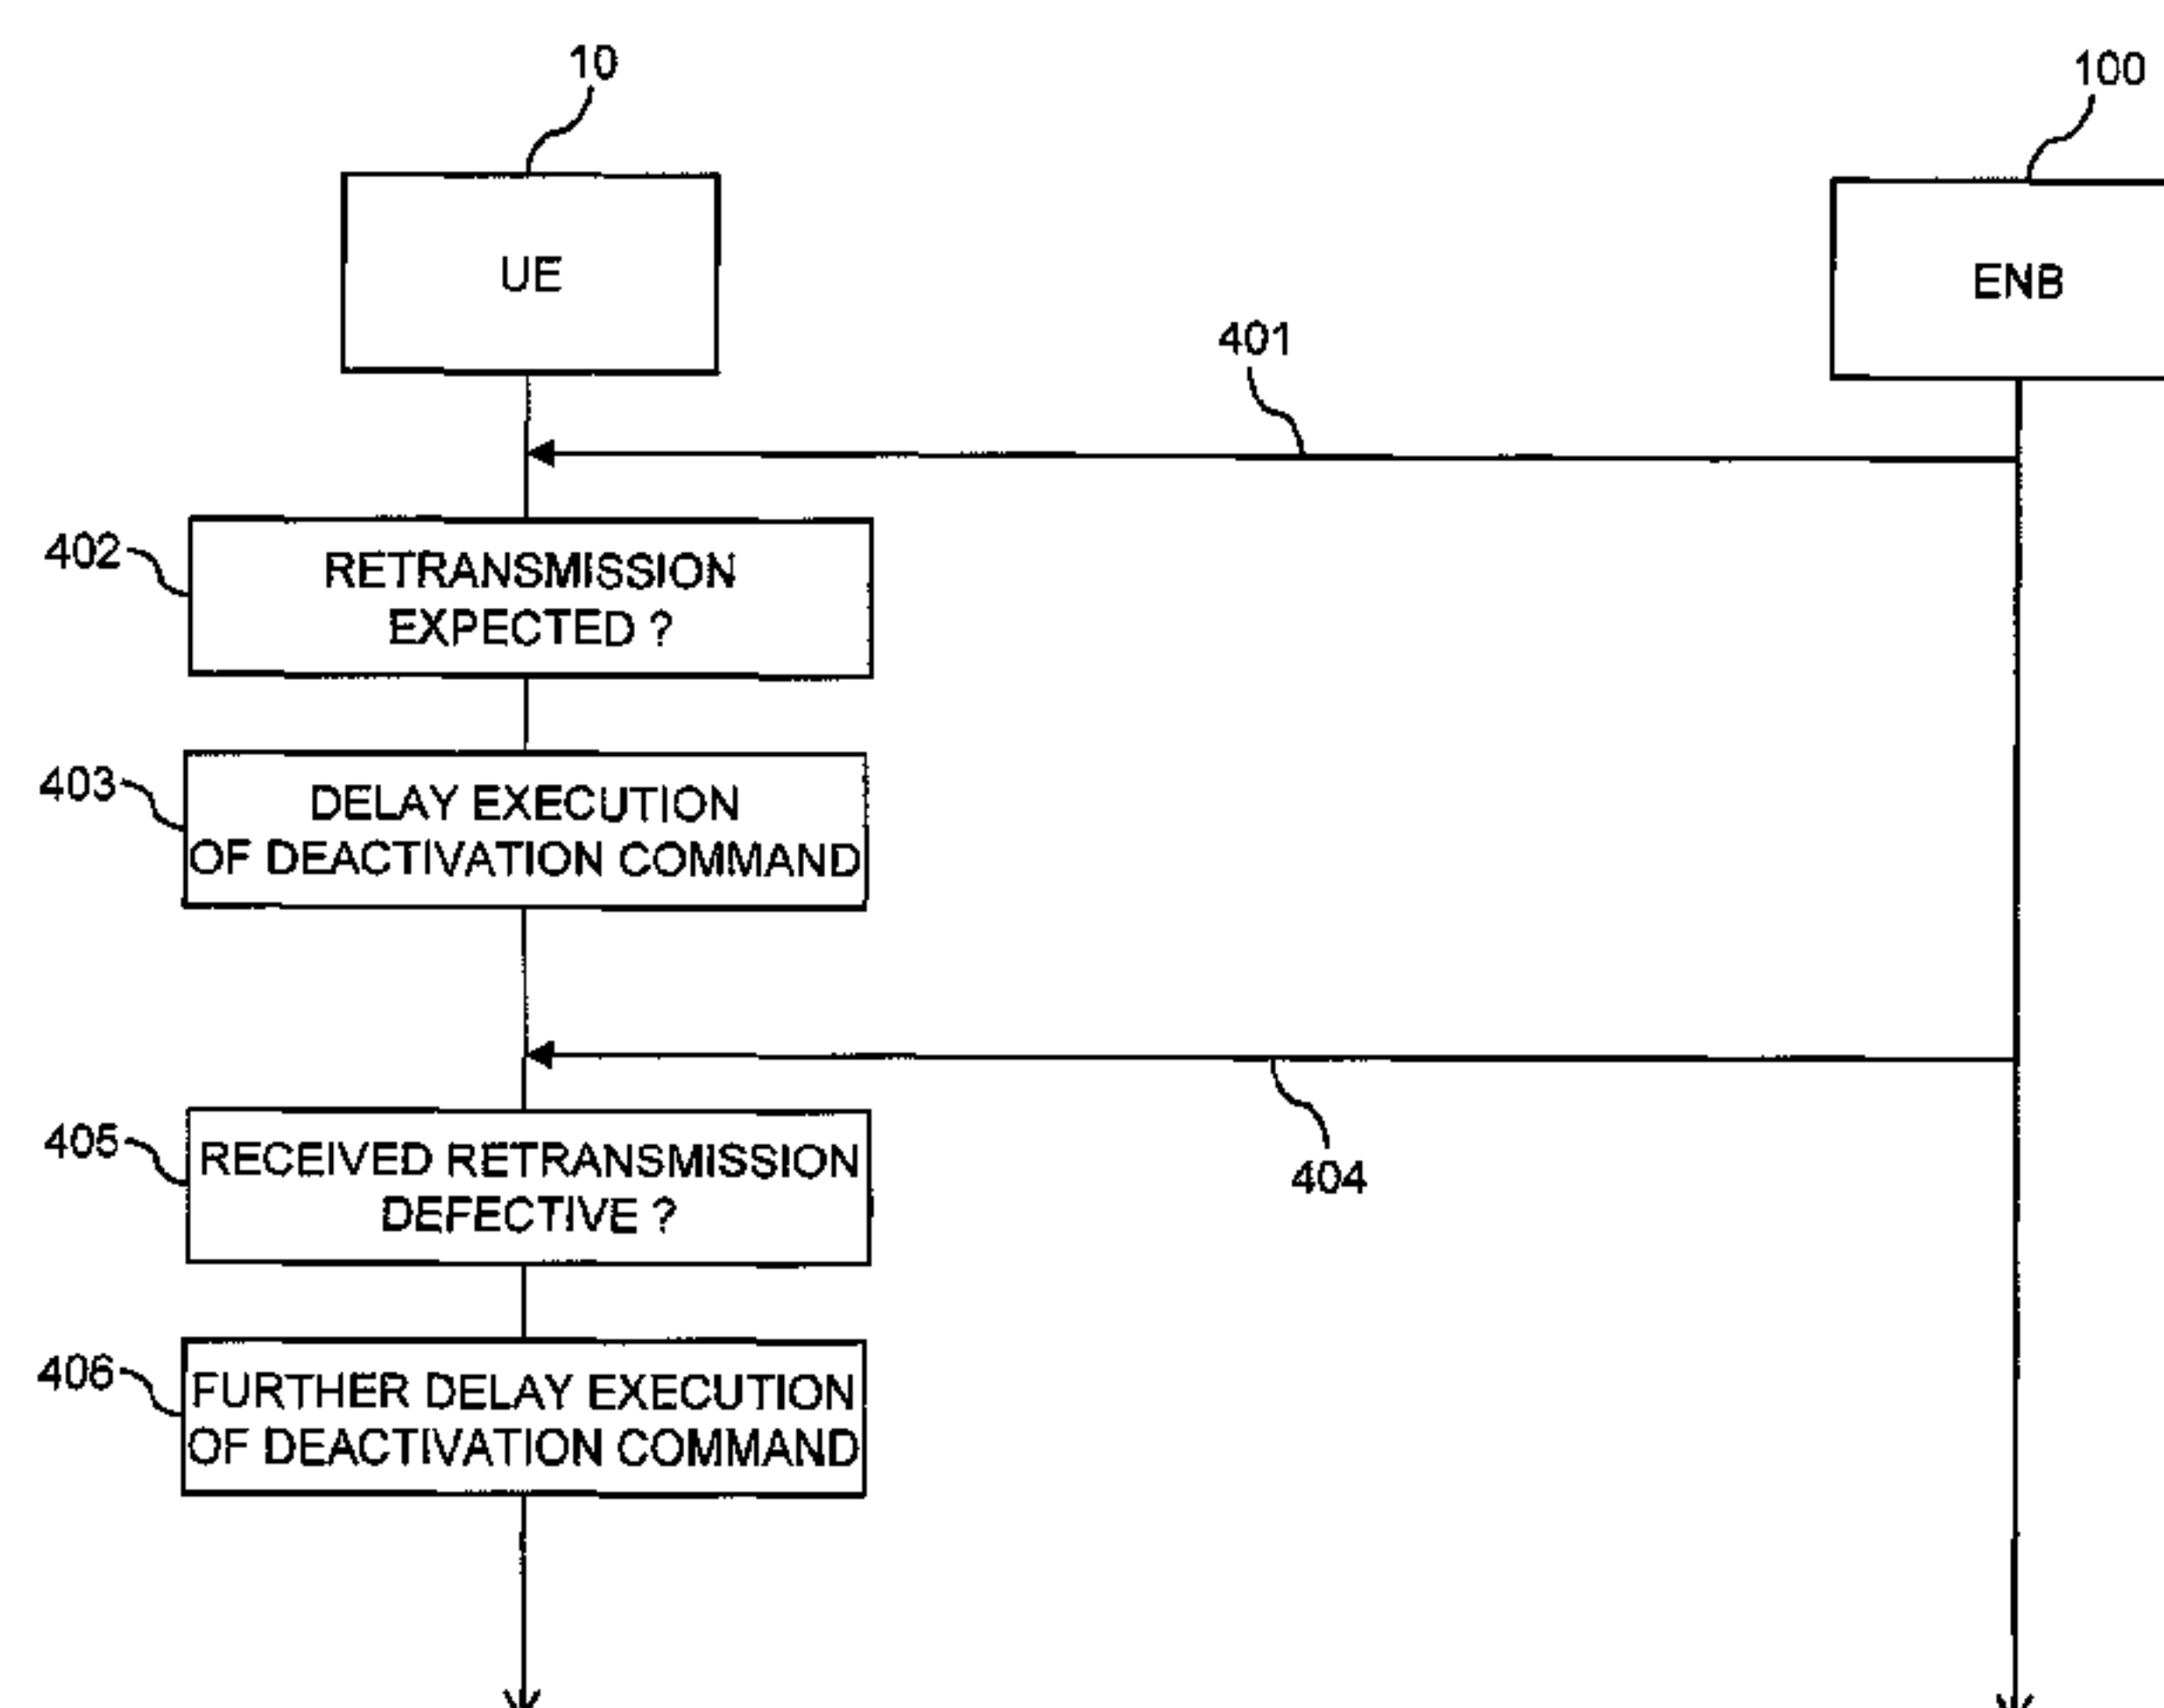 10
100
UE
ENB
401
402
RETRANSMISSION
EXPECTED ?
403
DELAY EXECUTION
OF DEACTIVATION COMMAND
404
405
RECEIVED RETRANSMISSION
DEFECTIVE ?
406
FURTHER DELAY EXECUTION
OF DEACTIVATION COMMAND